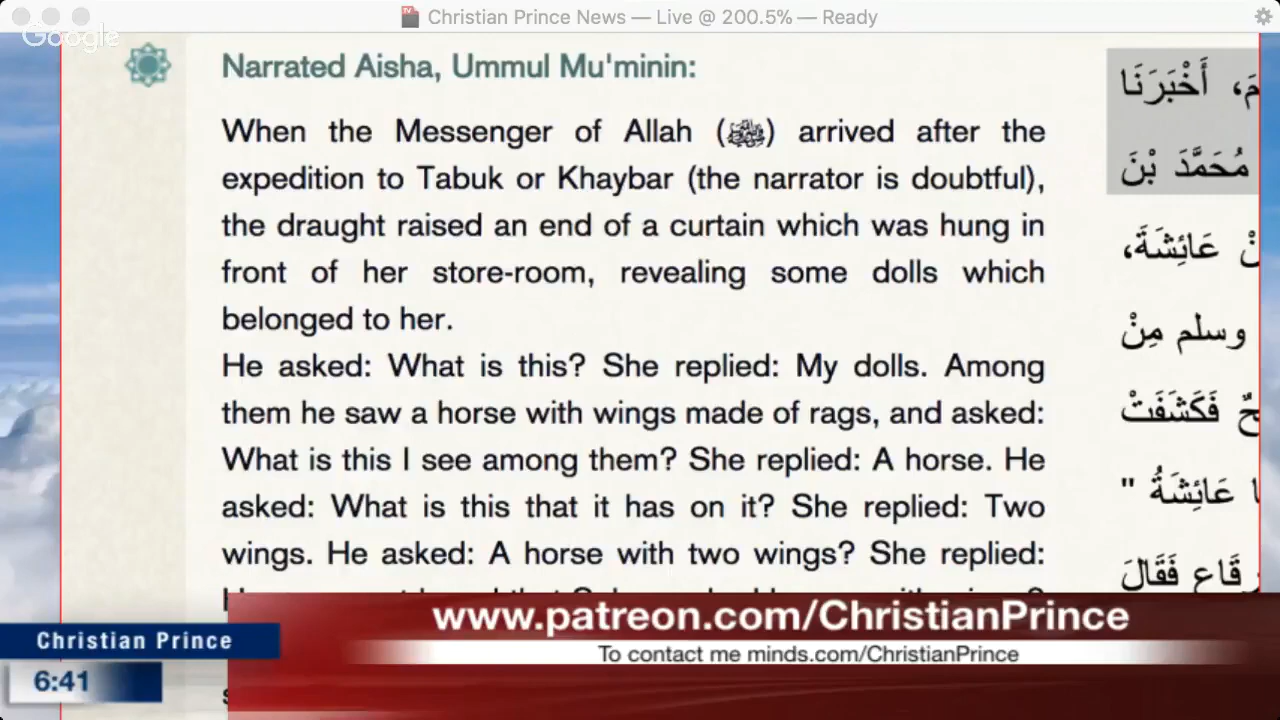 Christian Prince News — Live @ 200.5% — Ready
Google
Narrated Aisha, Ummul Mu'minin:
When the Messenger of Allah (ﷺ) arrived after the
expedition to Tabuk or Khaybar (the narrator is doubtful),
the draught raised an end of a curtain which was hung in
front of her store-room, revealing some dolls which
belonged to her.
He asked: What is this? She replied: My dolls. Among
them he saw a horse with wings made of rags, and asked:
What is this I see among them? She replied: A horse. He
asked: What is this that it has on it? She replied: Two
wings. He asked: A horse with two wings? She replied:
مَ، أَخْبَرَنَا
مُحَمَّدَ بْنَ
نْ عَائِشَةَ،
وسلم مِنْ
حٌ فَكَشَفَتْ
ا عَائِشَةُ "
رِقَاعٍ فَقَالَ
www.patreon.com/ChristianPrince
To contact me minds.com/ChristianPrince
Christian Prince
6:41